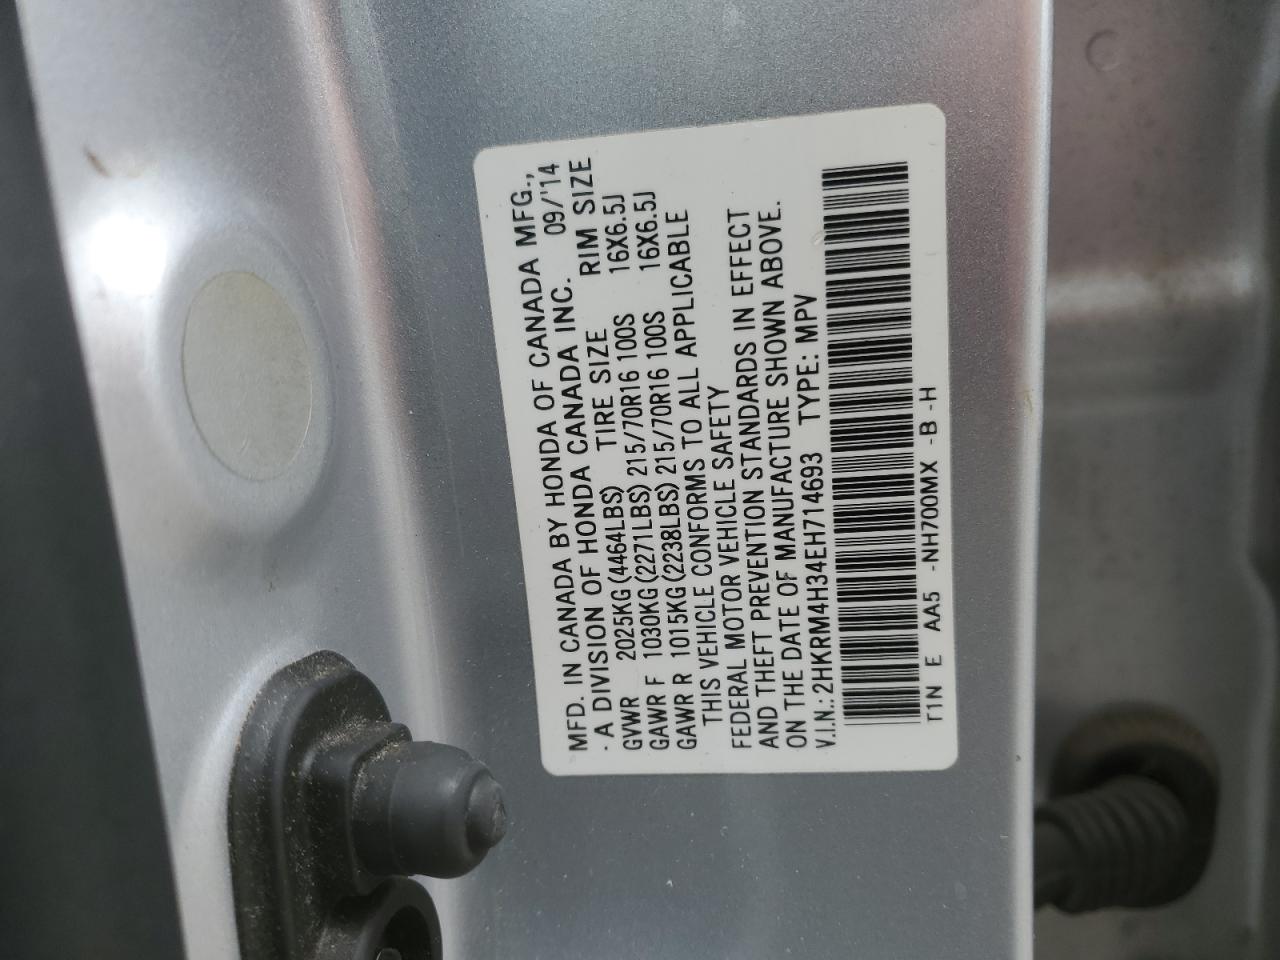 MFD. IN CANADA BY HONDA OF CANADA MFG.,
A DIVISION OF HONDA CANADA INC. 09/'14
GVWR 2025KG(4464LBS) TIRE SIZE RIM SIZE
GAWR F 1030KG(2271LBS) 215/70R16 100S 16X6.5J
GAWR R 1015KG(2238LBS) 215/70R16 100S 16X6.5J
THIS VEHICLE CONFORMS TO ALL APPLICABLE
FEDERAL MOTOR VEHICLE SAFETY
AND THEFT PREVENTION STANDARDS IN EFFECT
ON THE DATE OF MANUFACTURE SHOWN ABOVE.
V.I.N.: 2HKRM4H34EH714693 TYPE: MPV
T1N E AA5 -NH700MX -B -H